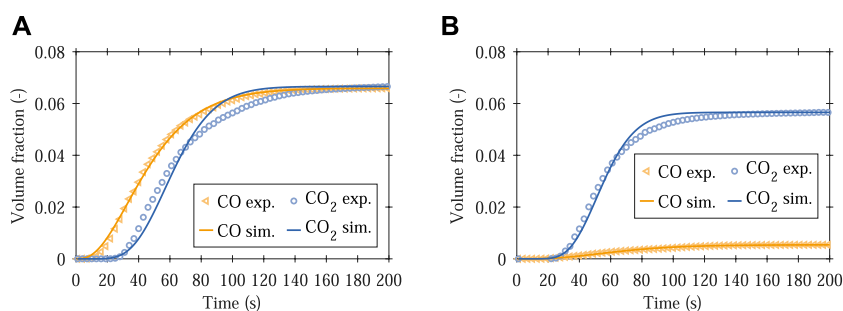 A
0.08
0.06
0.04
0.02
0
Volume fraction (-)
CO exp.
CO₂ exp.
CO sim.
CO₂ sim.
0 20 40 60 80 100 120 140 160 180 200
Time (s)
B
0.08
0.06
0.04
0.02
0
Volume fraction (-)
CO exp.
CO₂ exp.
CO sim.
CO₂ sim.
0 20 40 60 80 100 120 140 160 180 200
Time (s)